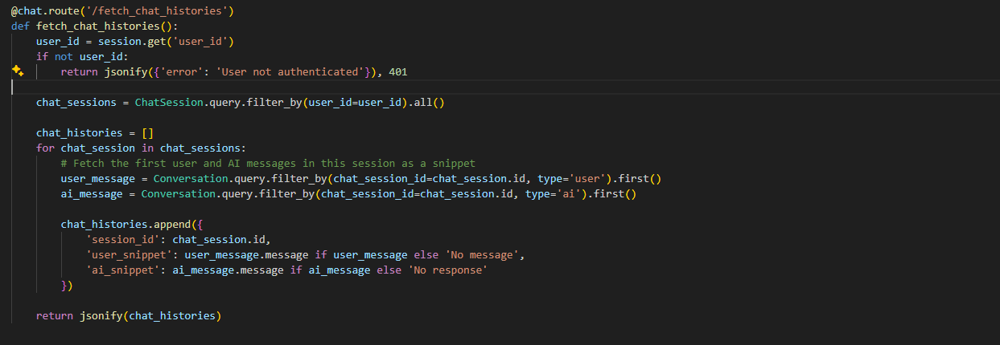 @chat.route('/fetch_chat_histories')
def fetch_chat_histories():
    user_id = session.get('user_id')
    if not user_id:
        return jsonify({'error': 'User not authenticated'}), 401

    chat_sessions = ChatSession.query.filter_by(user_id=user_id).all()

    chat_histories = []
    for chat_session in chat_sessions:
        # Fetch the first user and AI messages in this session as a snippet
        user_message = Conversation.query.filter_by(chat_session_id=chat_session.id, type='user').first()
        ai_message = Conversation.query.filter_by(chat_session_id=chat_session.id, type='ai').first()

        chat_histories.append({
            'session_id': chat_session.id,
            'user_snippet': user_message.message if user_message else 'No message',
            'ai_snippet': ai_message.message if ai_message else 'No response'
        })

    return jsonify(chat_histories)